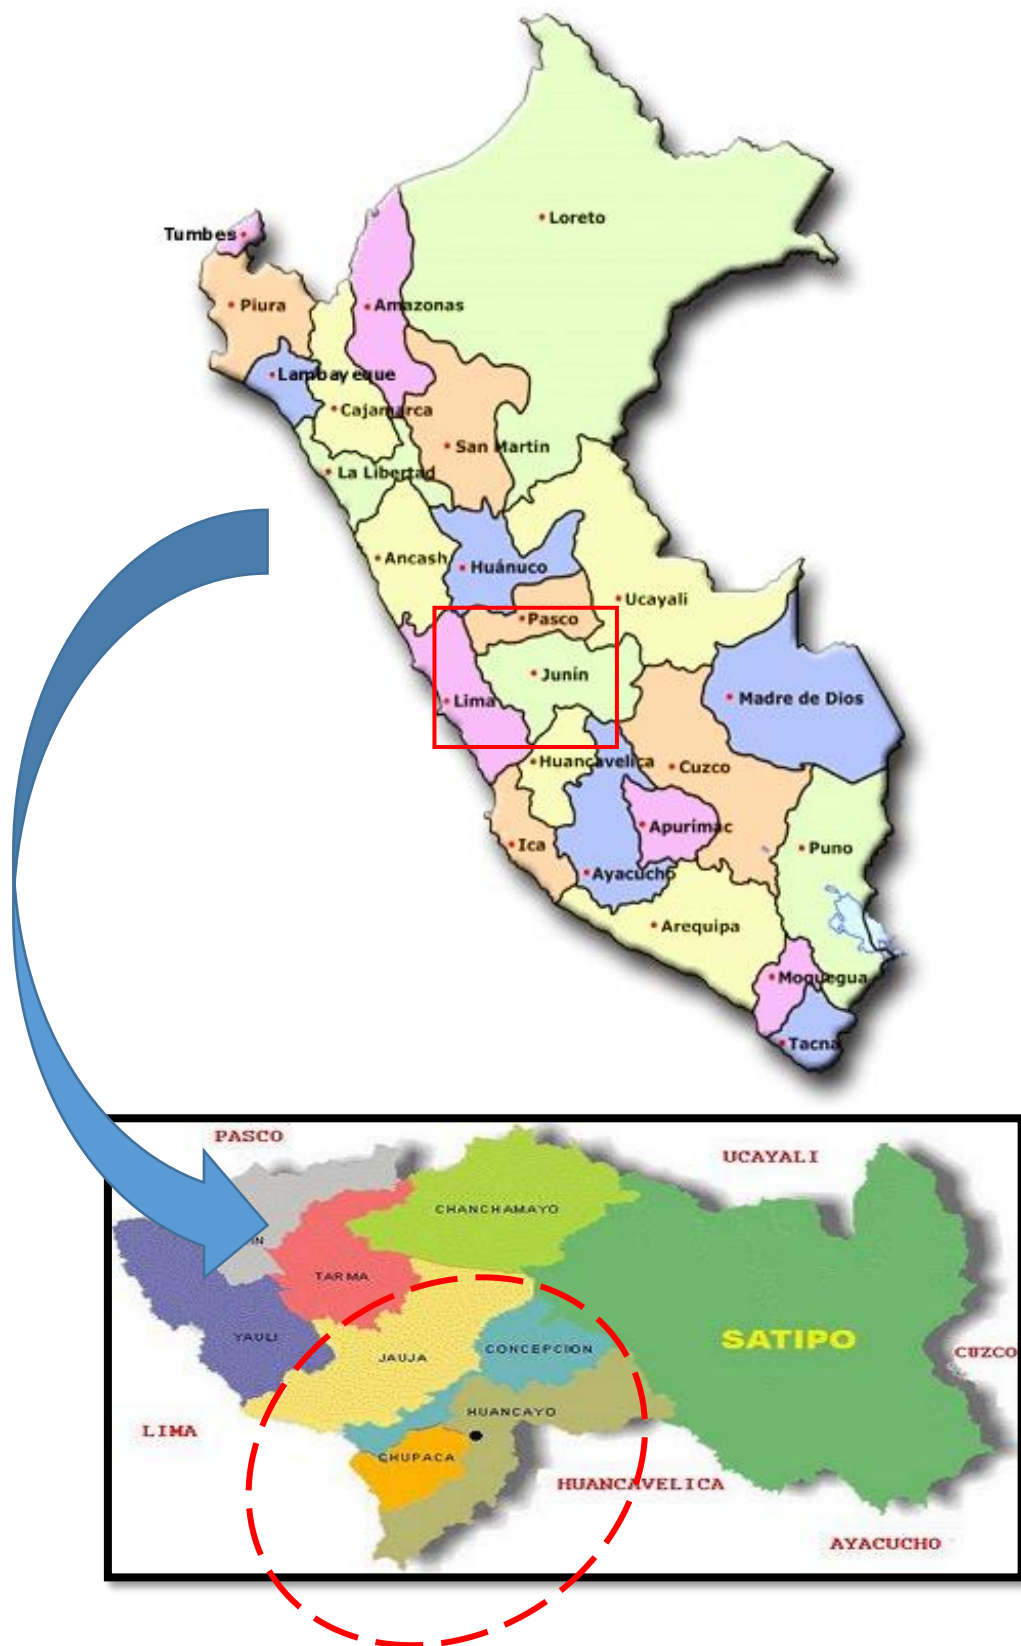 Loreto
Tumbes
Piura
Amazonas
Lambayeque
Cajamarca
San Martin
La Libertad
Ancash
Huánuco
Ucayali
Pasco
Junín
Lima
Madre de Dios
Huancavelica
Cuzco
Apurimac
Ica
Puno
Ayacucho
Arequipa
Moquegua
Tacna
PASCO
UCAYALI
CHANCHAMAYO
IN
TARMA
YAULI
SATIPO
JAUJA
CONCEPCION
CUZCO
HUANCAYO
LIMA
CHUPACA
HUANCAVELICA
AYACUCHO